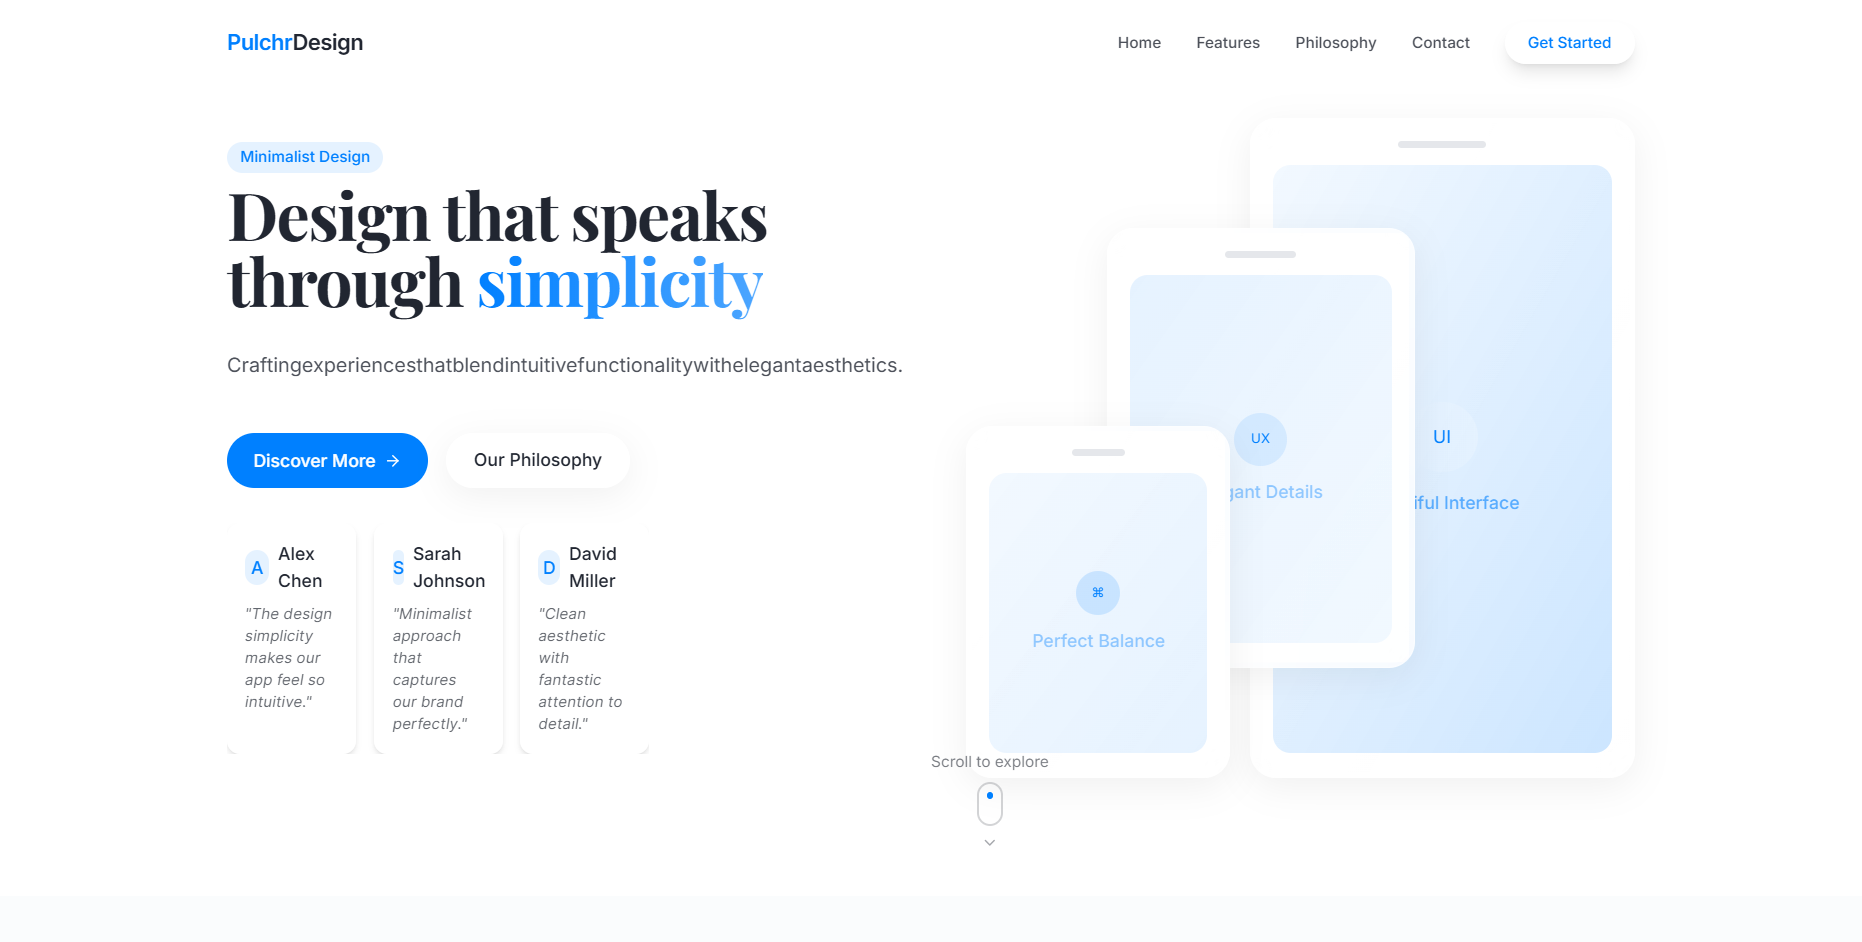 PulchrDesign
Home
Features
Philosophy
Contact
Get Started
Minimalist Design
Design that speaks
through simplicity
Craftingexperiencesthatblendintuitivefunctionalitywithelegantaesthetics.
Discover More
Our Philosophy
A
Alex
Chen
"The design
simplicity
makes our
app feel so
intuitive."
S
Sarah
Johnson
"Minimalist
approach
that
captures
our brand
perfectly."
D
David
Miller
"Clean
aesthetic
with
fantastic
attention to
detail."
UI
iful Interface
UX
gant Details
⌘
Perfect Balance
Scroll to explore